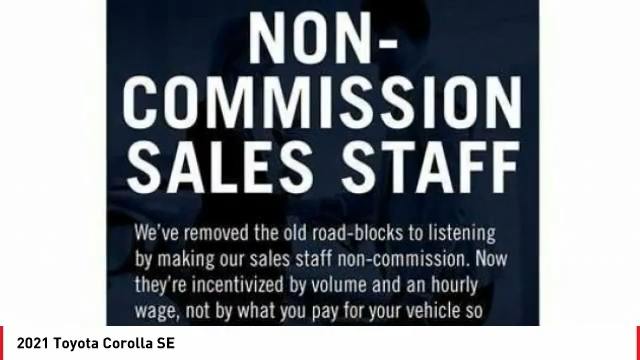 NON-
COMMISSION
SALES STAFF
We've removed the old road-blocks to listening
by making our sales staff non-commission. Now
they're incentivized by volume and an hourly
wage, not by what you pay for your vehicle so
2021 Toyota Corolla SE